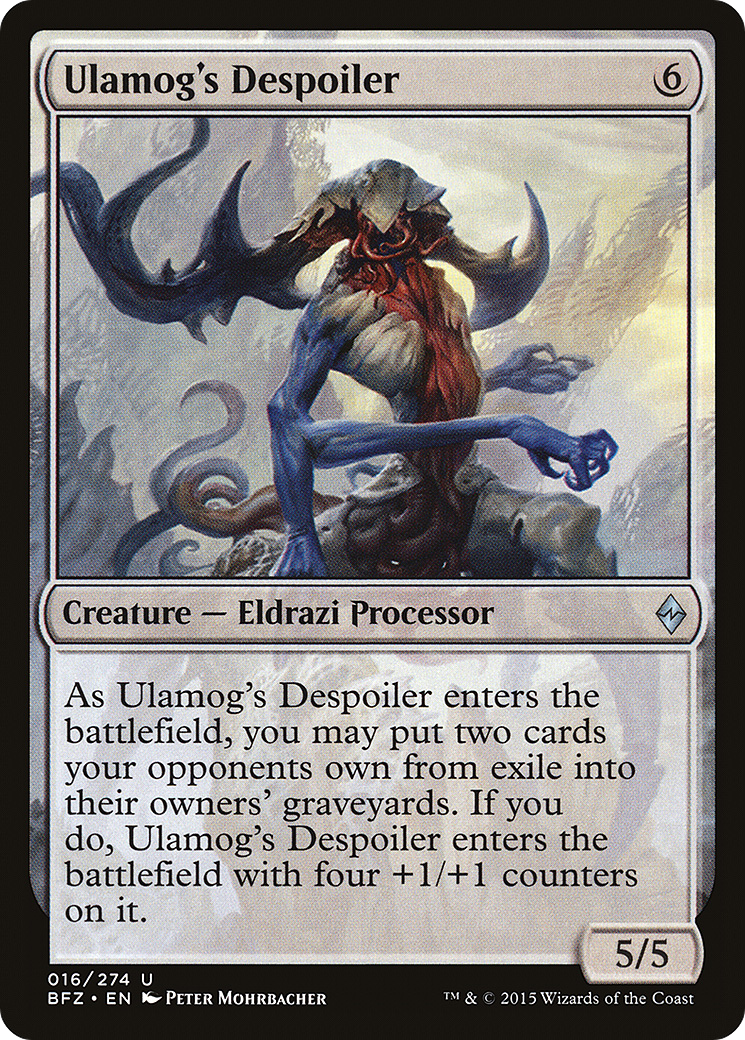 Ulamog's Despoiler 6
Creature — Eldrazi Processor
As Ulamog's Despoiler enters the
battlefield, you may put two cards
your opponents own from exile into
their owners' graveyards. If you
do, Ulamog's Despoiler enters the
battlefield with four +1/+1 counters
on it.
5/5
016/274 U
BFZ • EN Peter Mohrbacher
™ & © 2015 Wizards of the Coast